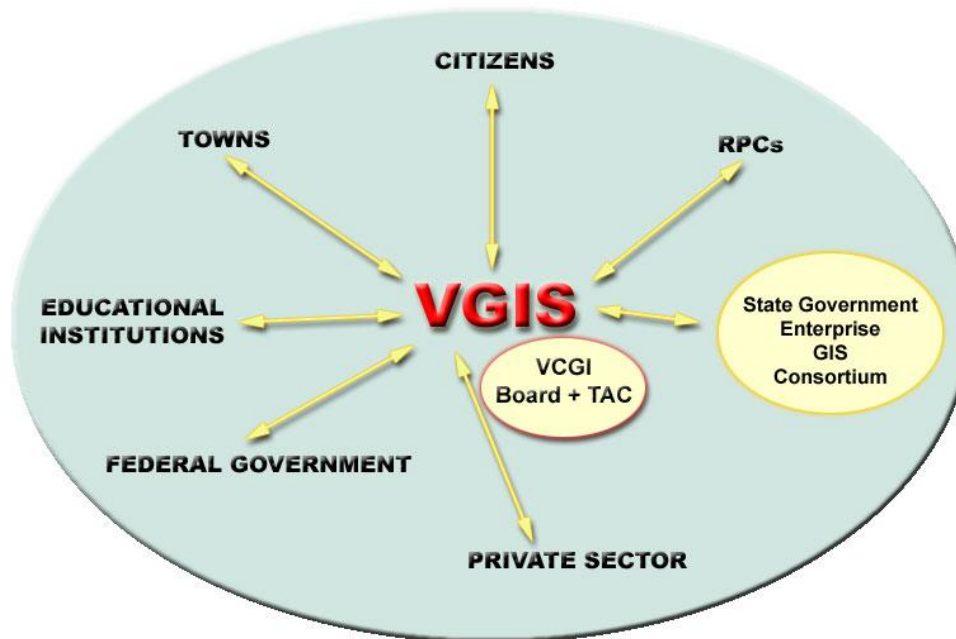 CITIZENS
TOWNS
RPCs
EDUCATIONAL
INSTITUTIONS
VGIS
State Government
Enterprise
GIS
Consortium
VCGI
Board + TAC
FEDERAL GOVERNMENT
PRIVATE SECTOR